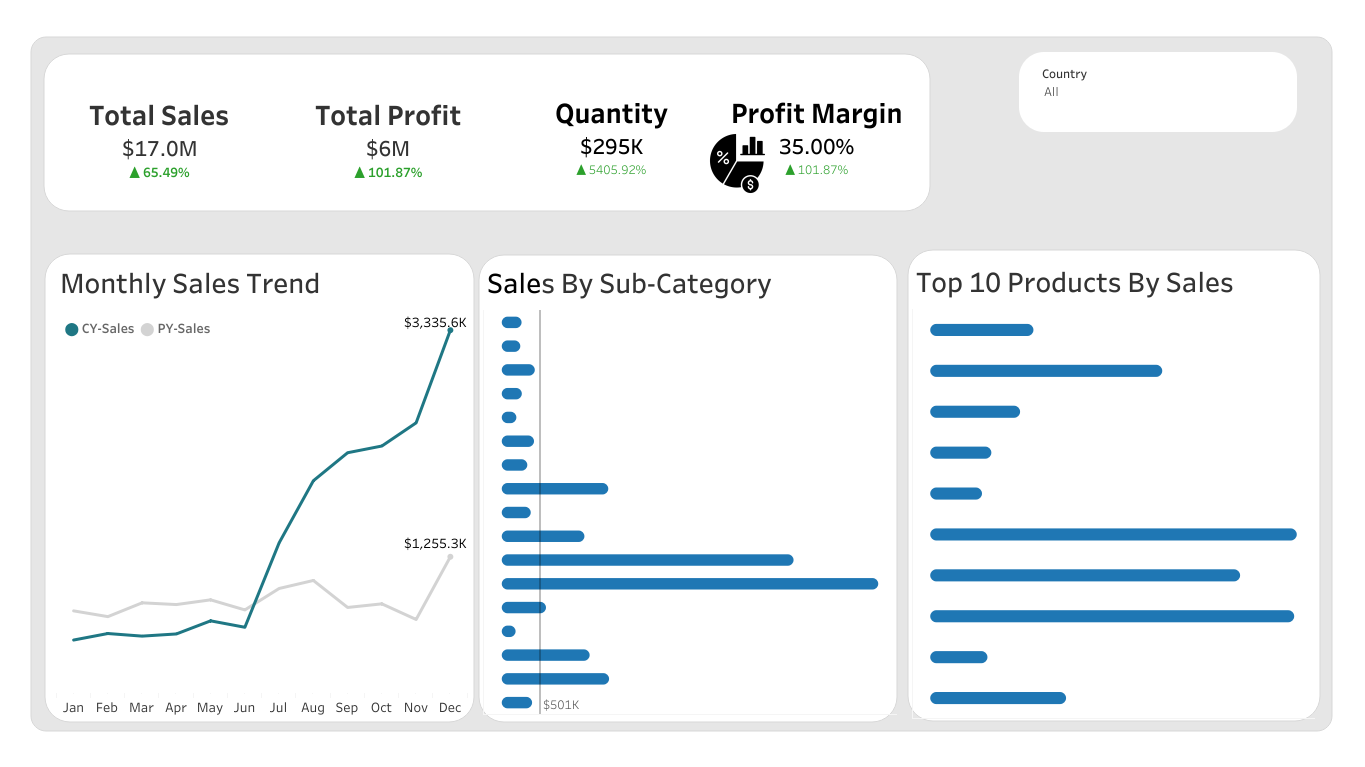 Total Sales
$17.0M
▲ 65.49%
Total Profit
$6M
▲ 101.87%
Quantity
$295K
▲ 5405.92%
Profit Margin
%
$
35.00%
▲ 101.87%
Country
All
Monthly Sales Trend
CY-Sales PY-Sales
$3,335.6K
$1,255.3K
Jan Feb Mar Apr May Jun Jul Aug Sep Oct Nov Dec
Sales By Sub-Category
$501K
Top 10 Products By Sales